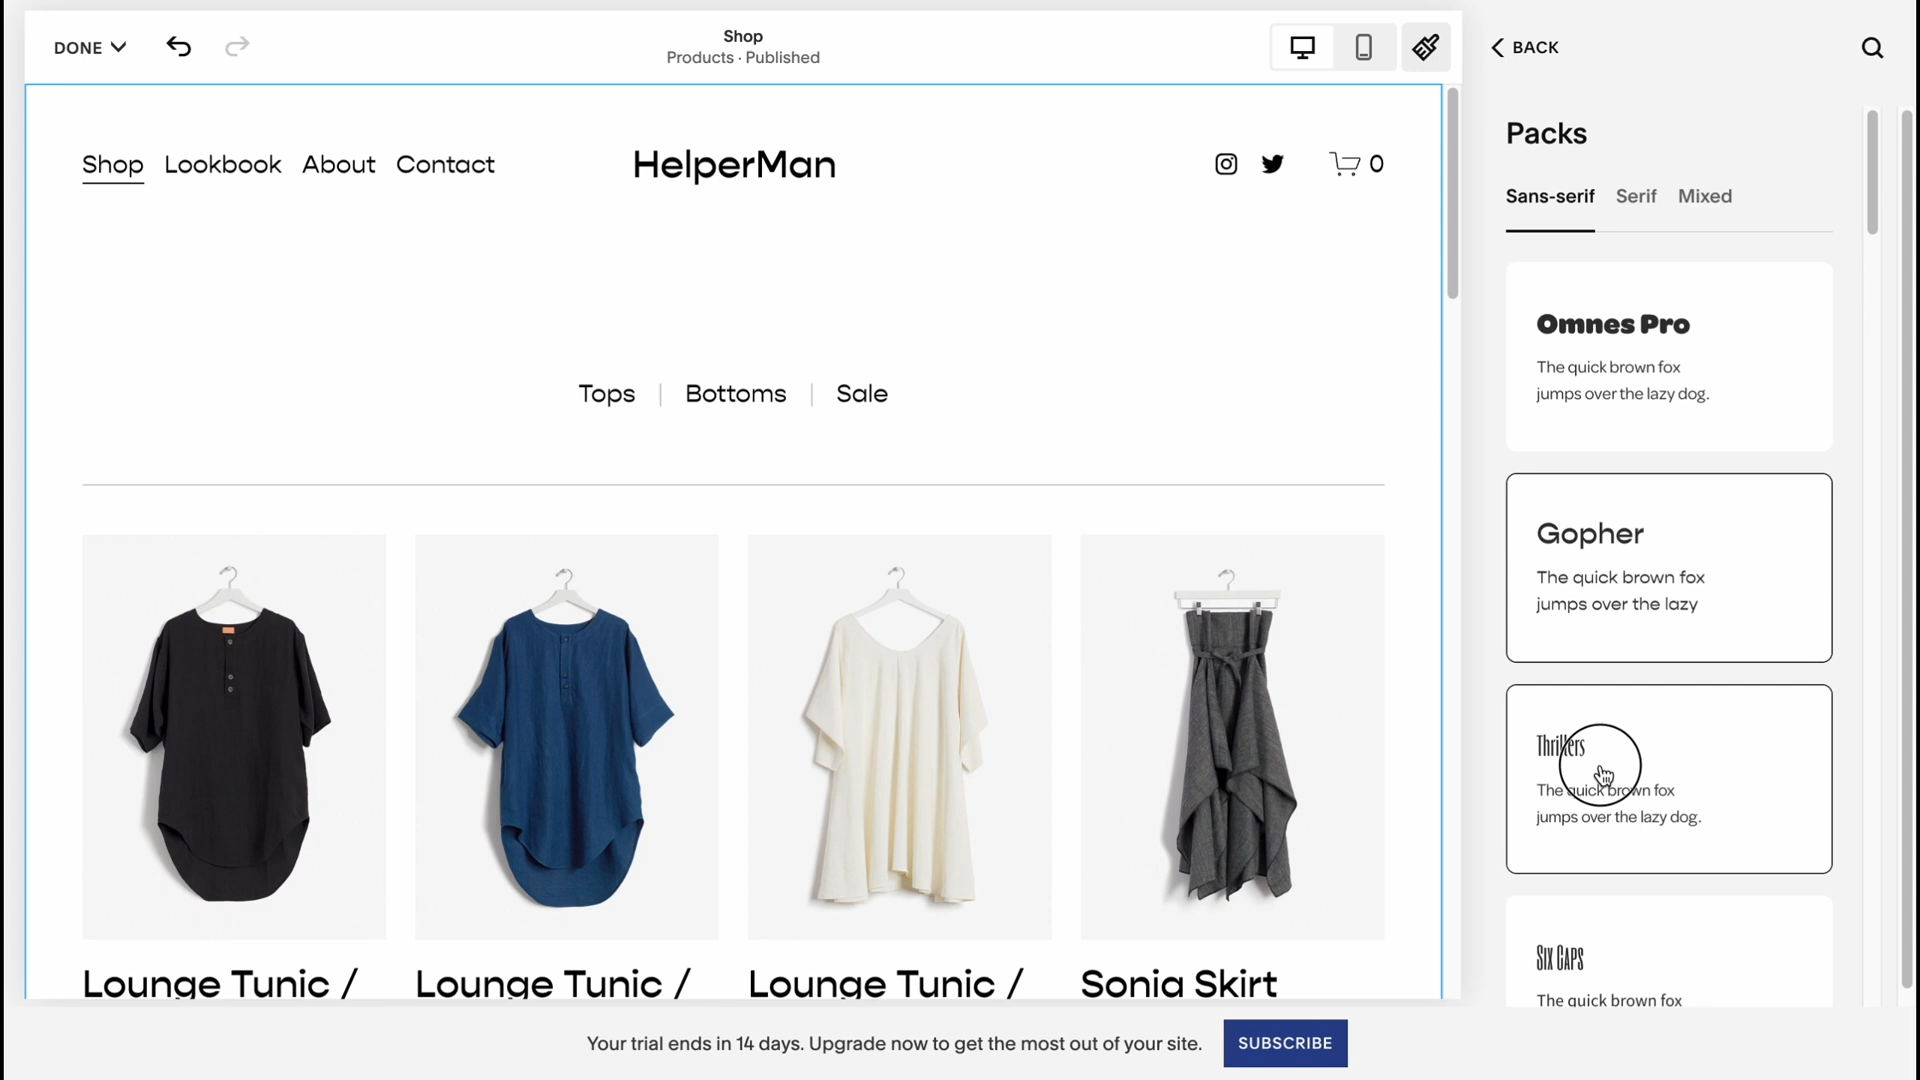 DONE
Shop
Products · Published
BACK
Shop Lookbook About Contact
HelperMan
0
Tops | Bottoms | Sale
Lounge Tunic /
Lounge Tunic /
Lounge Tunic /
Sonia Skirt
Packs
Sans-serif Serif Mixed
Omnes Pro
The quick brown fox
jumps over the lazy dog.
Gopher
The quick brown fox
jumps over the lazy
Thrillers
The quick brown fox
jumps over the lazy dog.
SIX CAPS
The quick brown fox
Your trial ends in 14 days. Upgrade now to get the most out of your site.
SUBSCRIBE